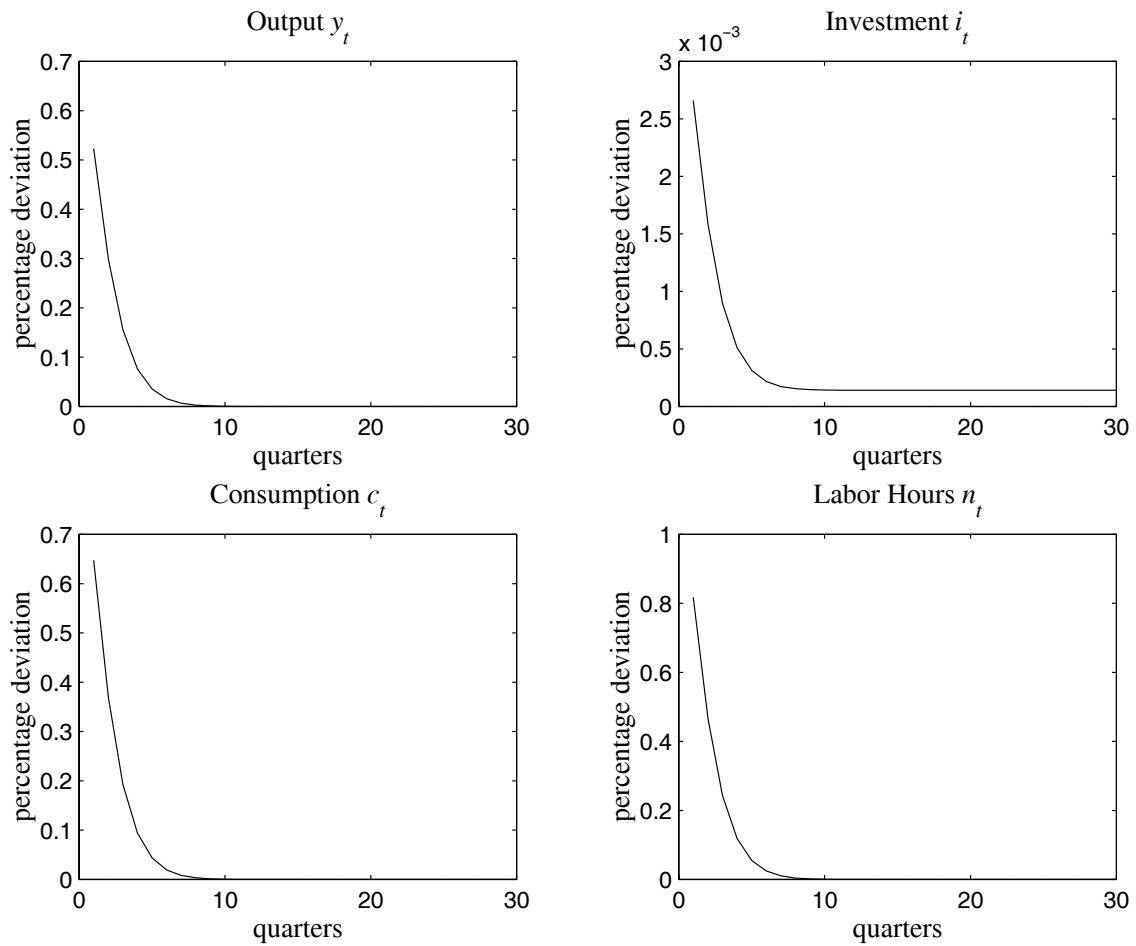 Output y_t
percentage deviation
0.7
0.6
0.5
0.4
0.3
0.2
0.1
0
0 10 20 30
quarters
Investment i_t
x 10^-3
percentage deviation
3
2.5
2
1.5
1
0.5
0
0 10 20 30
quarters
Consumption c_t
percentage deviation
0.7
0.6
0.5
0.4
0.3
0.2
0.1
0
0 10 20 30
quarters
Labor Hours n_t
percentage deviation
1
0.8
0.6
0.4
0.2
0
0 10 20 30
quarters